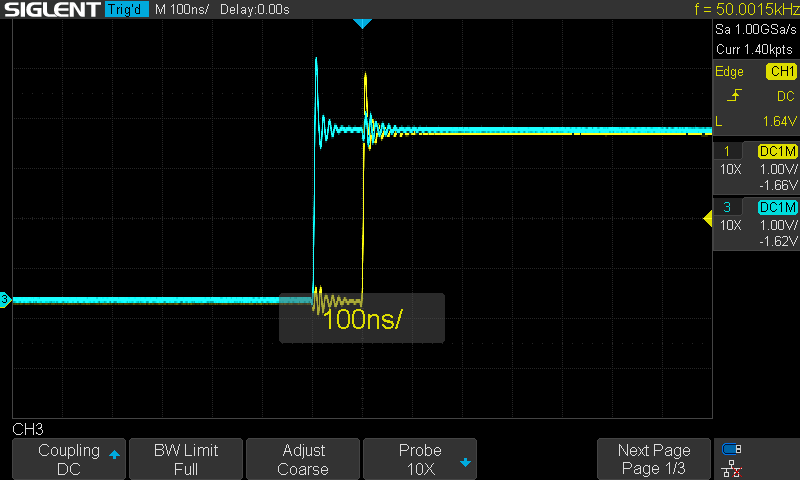 SIGLENT Trig'd M 100ns/ Delay:0.00s f = 50.0015kHz
Sa 1.00GSa/s
Curr 1.40kpts
Edge CH1
DC
L 1.64V
1 DC1M
10X 1.00V/
-1.66V
3 DC1M
10X 1.00V/
-1.62V
3
100ns/
CH3
Coupling
DC
BW Limit
Full
Adjust
Coarse
Probe
10X
Next Page
Page 1/3